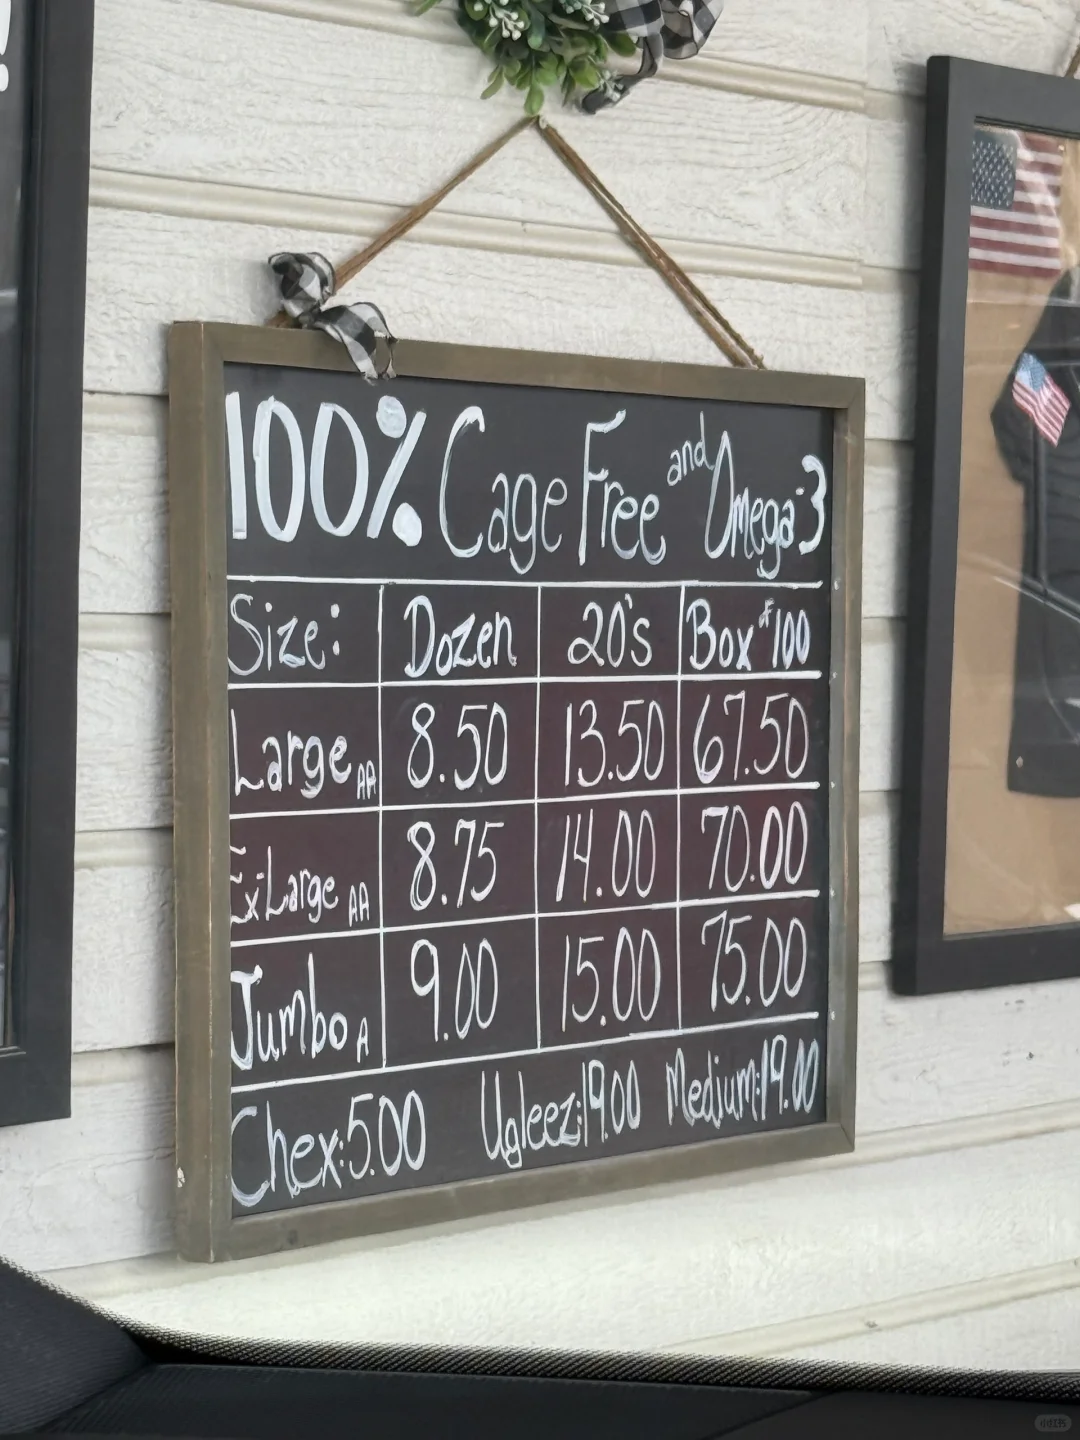 100% Cage Free and Omega-3
Size: Dozen 20's Box of 100
Large AA 8.50 13.50 67.50
Ex-Large AA 8.75 14.00 70.00
Jumbo A 9.00 15.00 75.00
Chex: 5.00 Ugleez: 19.00 Medium: 19.00